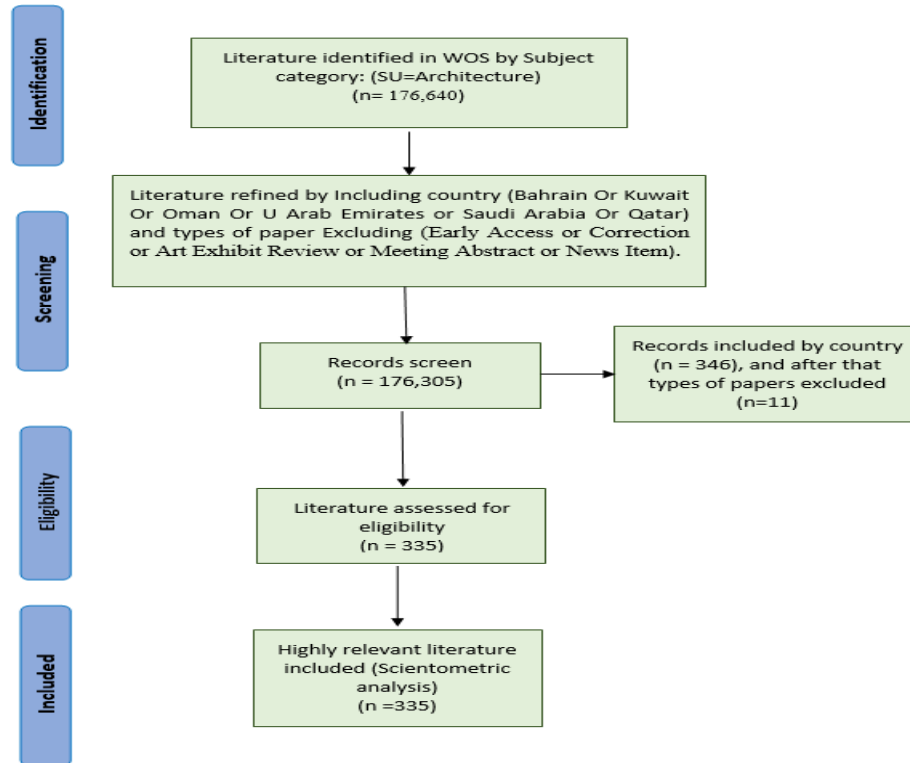 Identification
Literature identified in WOS by Subject
category: (SU=Architecture)
(n= 176,640)
Screening
Literature refined by Including country (Bahrain Or Kuwait
Or Oman Or U Arab Emirates or Saudi Arabia Or Qatar)
and types of paper Excluding (Early Access or Correction
or Art Exhibit Review or Meeting Abstract or News Item).
Records screen
(n = 176,305)
Records included by country
(n = 346), and after that
types of papers excluded
(n=11)
Eligibility
Literature assessed for
eligibility
(n = 335)
Included
Highly relevant literature
included (Scientometric
analysis)
(n =335)